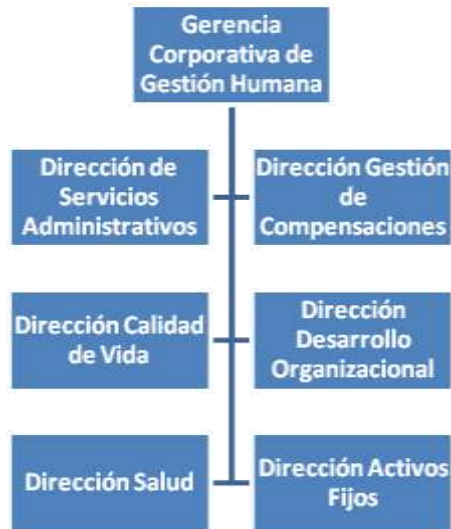 Gerencia
Corporativa de
Gestión Humana
Dirección de
Servicios
Administrativos
Dirección Gestión
de
Compensaciones
Dirección Calidad
de Vida
Dirección
Desarrollo
Organizacional
Dirección Salud
Dirección Activos
Fijos